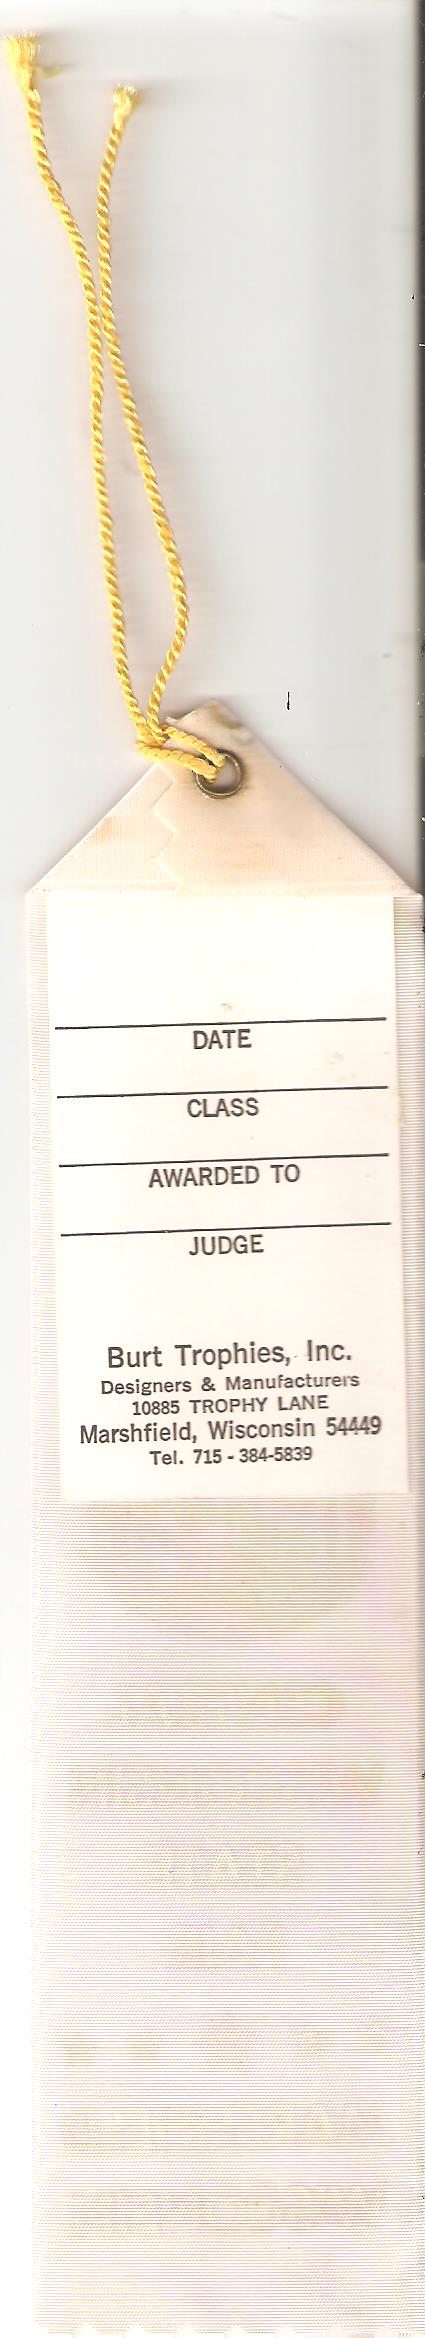 DATE
CLASS
AWARDED TO
JUDGE
Burt Trophies, Inc.
Designers & Manufacturers
10885 TROPHY LANE
Marshfield, Wisconsin 54449
Tel. 715-384-5839